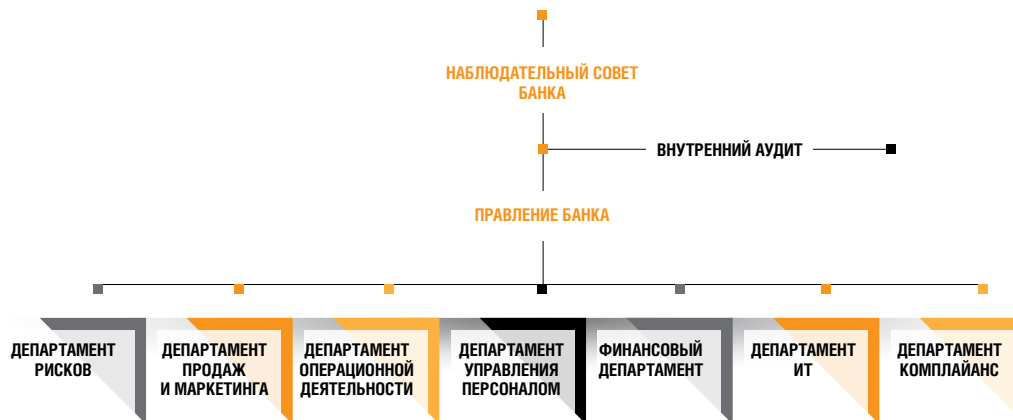 НАБЛЮДАТЕЛЬНЫЙ СОВЕТ
БАНКА
ВНУТРЕННИЙ АУДИТ
ПРАВЛЕНИЕ БАНКА
ДЕПАРТАМЕНТ
РИСКОВ
ДЕПАРТАМЕНТ
ПРОДАЖ
И МАРКЕТИНГА
ДЕПАРТАМЕНТ
ОПЕРАЦИОННОЙ
ДЕЯТЕЛЬНОСТИ
ДЕПАРТАМЕНТ
УПРАВЛЕНИЯ
ПЕРСОНАЛОМ
ФИНАНСОВЫЙ
ДЕПАРТАМЕНТ
ДЕПАРТАМЕНТ
ИТ
ДЕПАРТАМЕНТ
КОМПЛАЙАНС